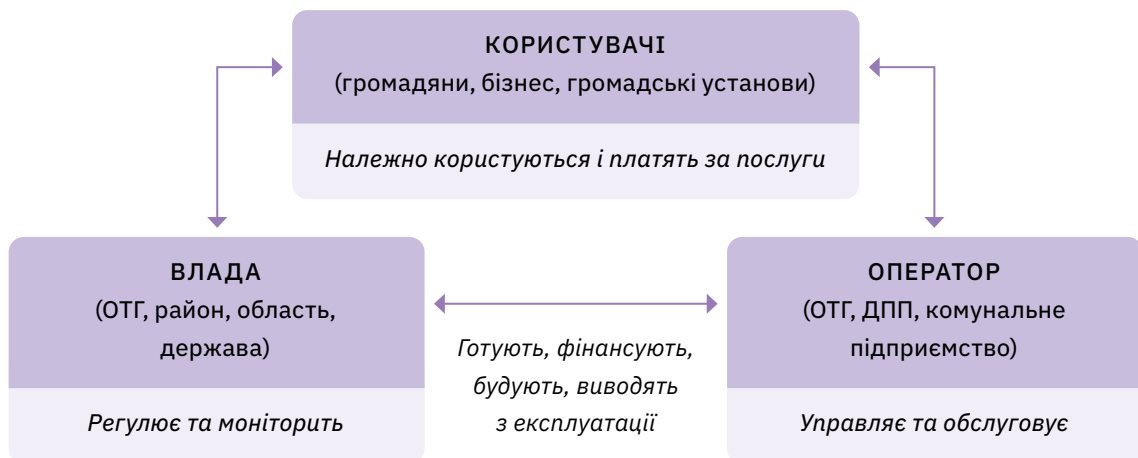 КОРИСТУВАЧІ
(громадяни, бізнес, громадські установи)
Належно користуються і платять за послуги
ВЛАДА
(ОТГ, район, область,
держава)
Регулює та моніторить
Готують, фінансують,
будують, виводять
з експлуатації
ОПЕРАТОР
(ОТГ, ДПП, комунальне
підприємство)
Управляє та обслуговує